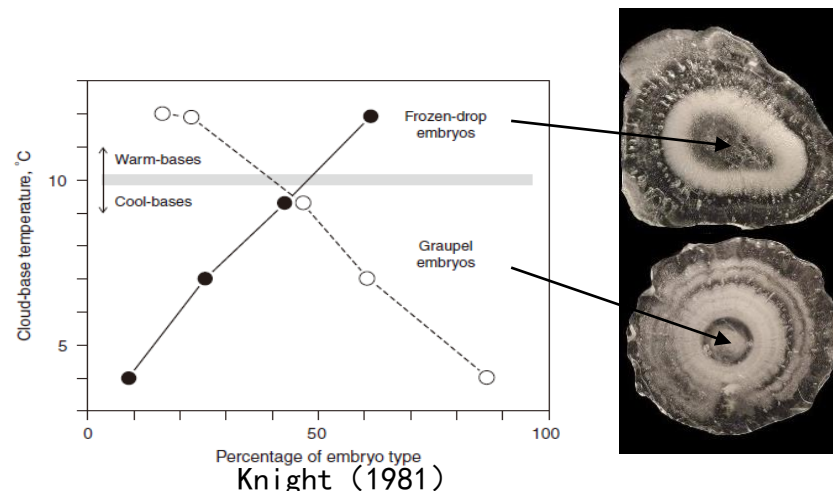 Frozen-drop
embryos
Warm-bases
10
Cool-bases
Graupel
embryos
Cloud-base temperature, °C
5
0 50 100
Percentage of embryo type
Knight (1981)